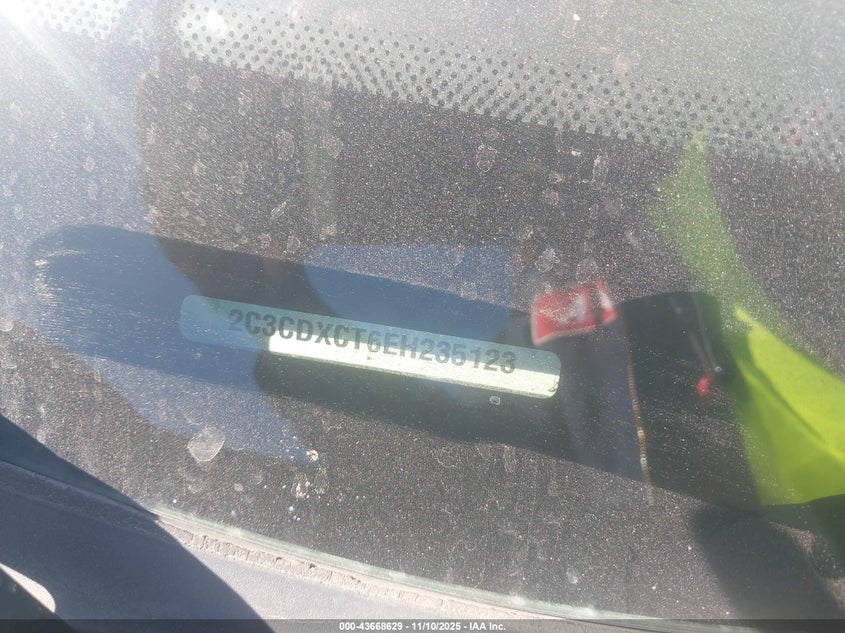 2C3CDXCT6EH235123
000-43668629 - 11/10/2025 - IAA Inc.